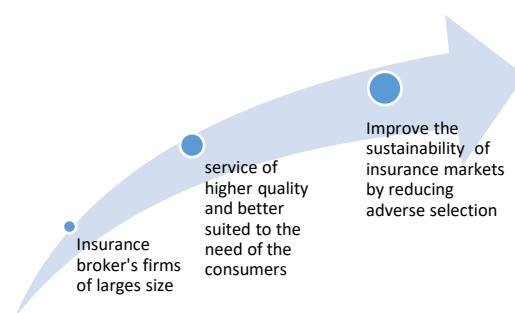 Insurance
broker's firms
of larges size
service of
higher quality
and better
suited to the
need of the
consumers
Improve the
sustainability of
insurance markets
by reducing
adverse selection